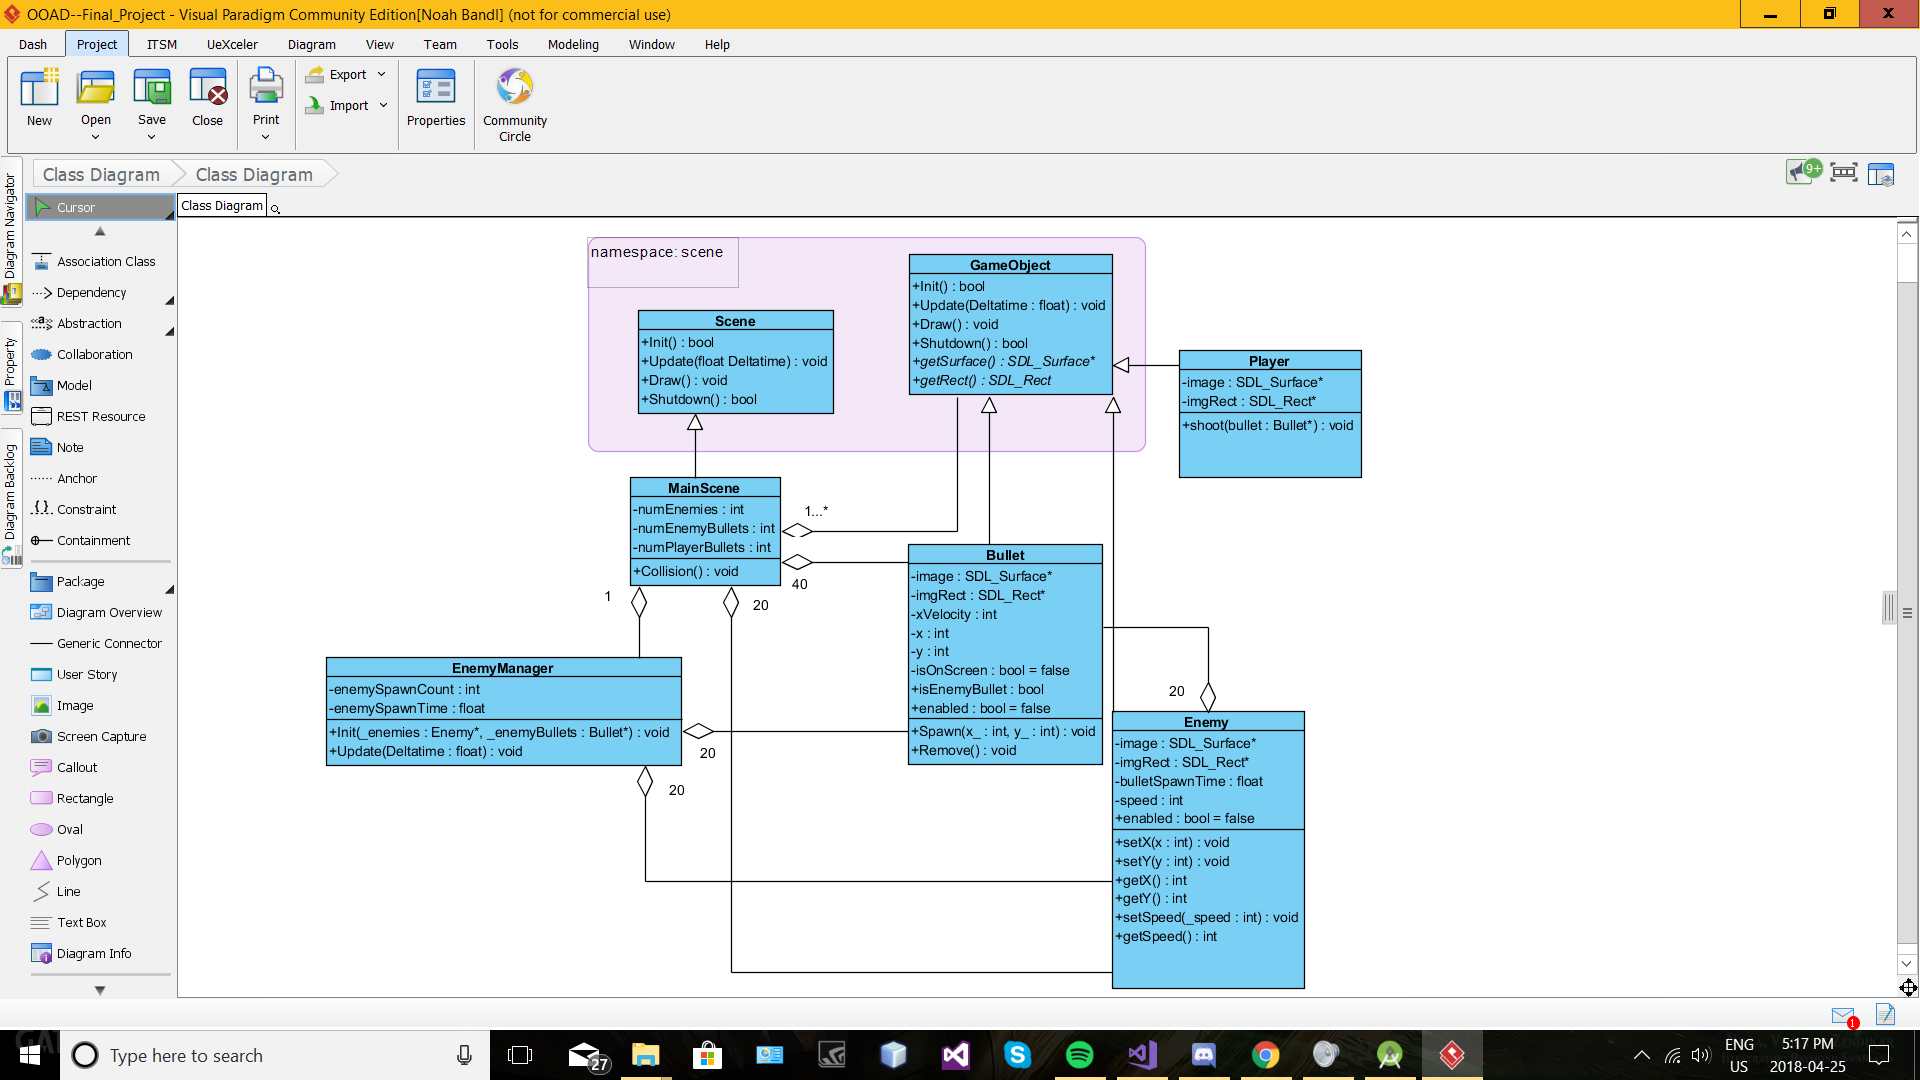 OOAD--Final_Project - Visual Paradigm Community Edition[Noah Bandl] (not for commercial use)
Dash Project ITSM UeXceler Diagram View Team Tools Modeling Window Help
New
Open
Save
Close
Print
Export
Import
Properties
Community
Circle
Class Diagram Class Diagram
9+
Diagram Navigator
Property
Diagram Backlog
Cursor
Association Class
Dependency
Abstraction
Collaboration
Model
REST Resource
Note
Anchor
Constraint
Containment
Package
Diagram Overview
Generic Connector
User Story
Image
Screen Capture
Callout
Rectangle
Oval
Polygon
Line
Text Box
Diagram Info
Class Diagram
namespace: scene
Scene
+Init() : bool
+Update(float Deltatime) : void
+Draw() : void
+Shutdown() : bool
GameObject
+Init() : bool
+Update(Deltatime : float) : void
+Draw() : void
+Shutdown() : bool
+getSurface() : SDL_Surface*
+getRect() : SDL_Rect
Player
-image : SDL_Surface*
-imgRect : SDL_Rect*
+shoot(bullet : Bullet*) : void
MainScene
-numEnemies : int
-numEnemyBullets : int
-numPlayerBullets : int
+Collision() : void
1...*
40
1
20
Bullet
-image : SDL_Surface*
-imgRect : SDL_Rect*
-xVelocity : int
-x : int
-y : int
-isOnScreen : bool = false
+isEnemyBullet : bool
+enabled : bool = false
+Spawn(x_ : int, y_ : int) : void
+Remove() : void
EnemyManager
-enemySpawnCount : int
-enemySpawnTime : float
+Init(_enemies : Enemy*, _enemyBullets : Bullet*) : void
+Update(Deltatime : float) : void
20
20
20
Enemy
-image : SDL_Surface*
-imgRect : SDL_Rect*
-bulletSpawnTime : float
-speed : int
+enabled : bool = false
+setX(x : int) : void
+setY(y : int) : void
+getX() : int
+getY() : int
+setSpeed(_speed : int) : void
+getSpeed() : int
1
Type here to search
27
ENG
US
5:17 PM
2018-04-25